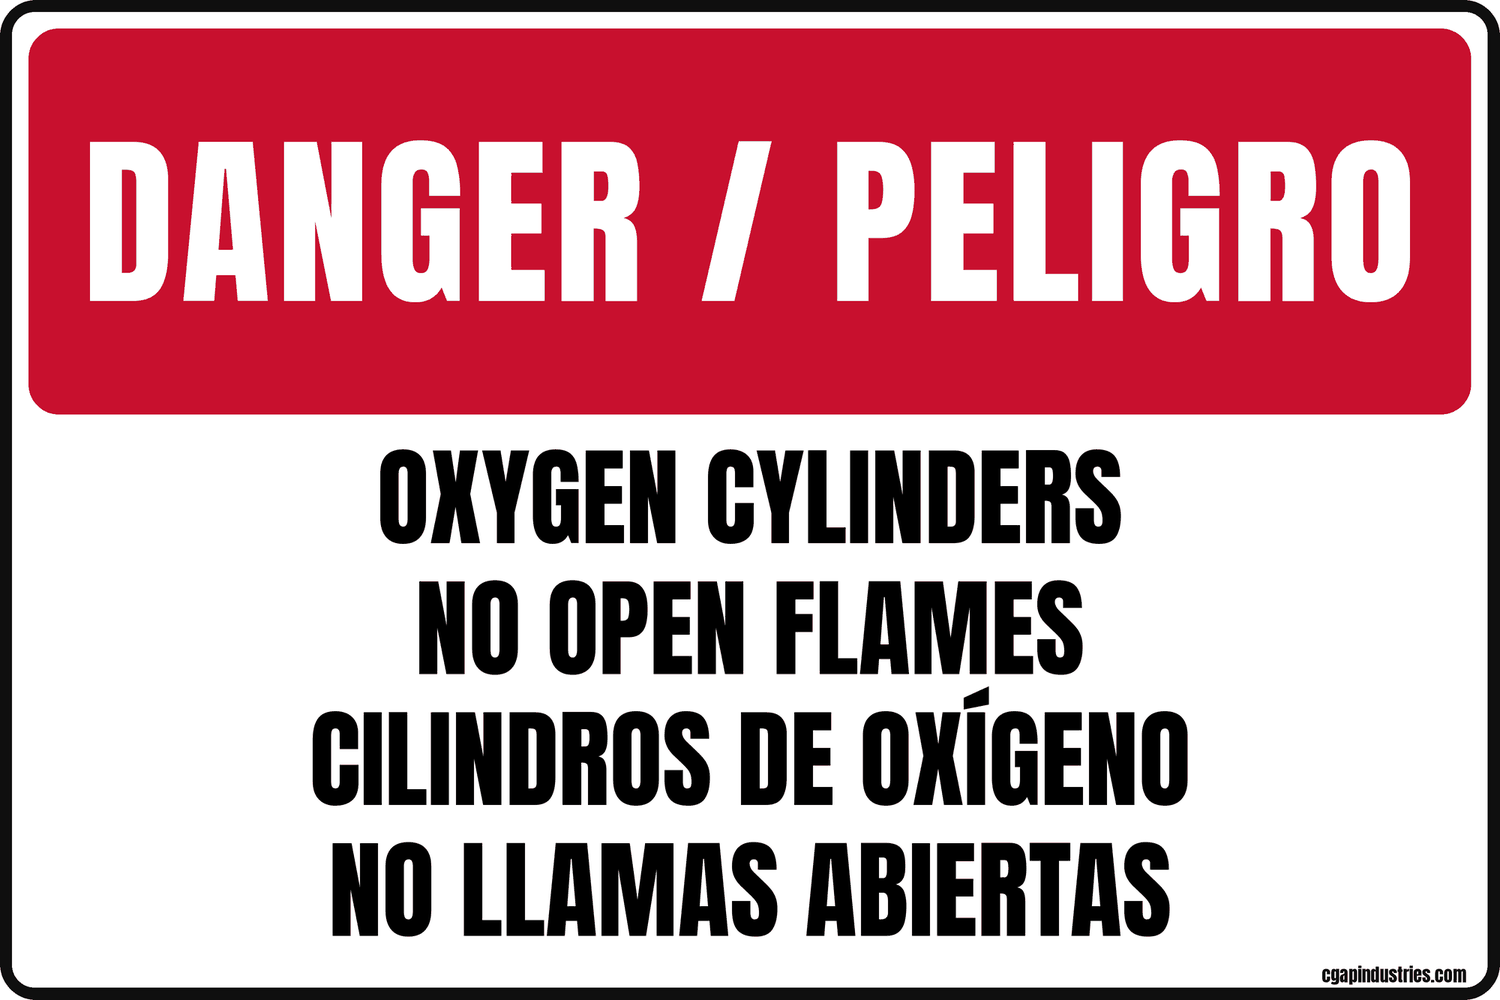 DANGER / PELIGRO
OXYGEN CYLINDERS
NO OPEN FLAMES
CILINDROS DE OXÍGENO
NO LLAMAS ABIERTAS
cgapindustries.com